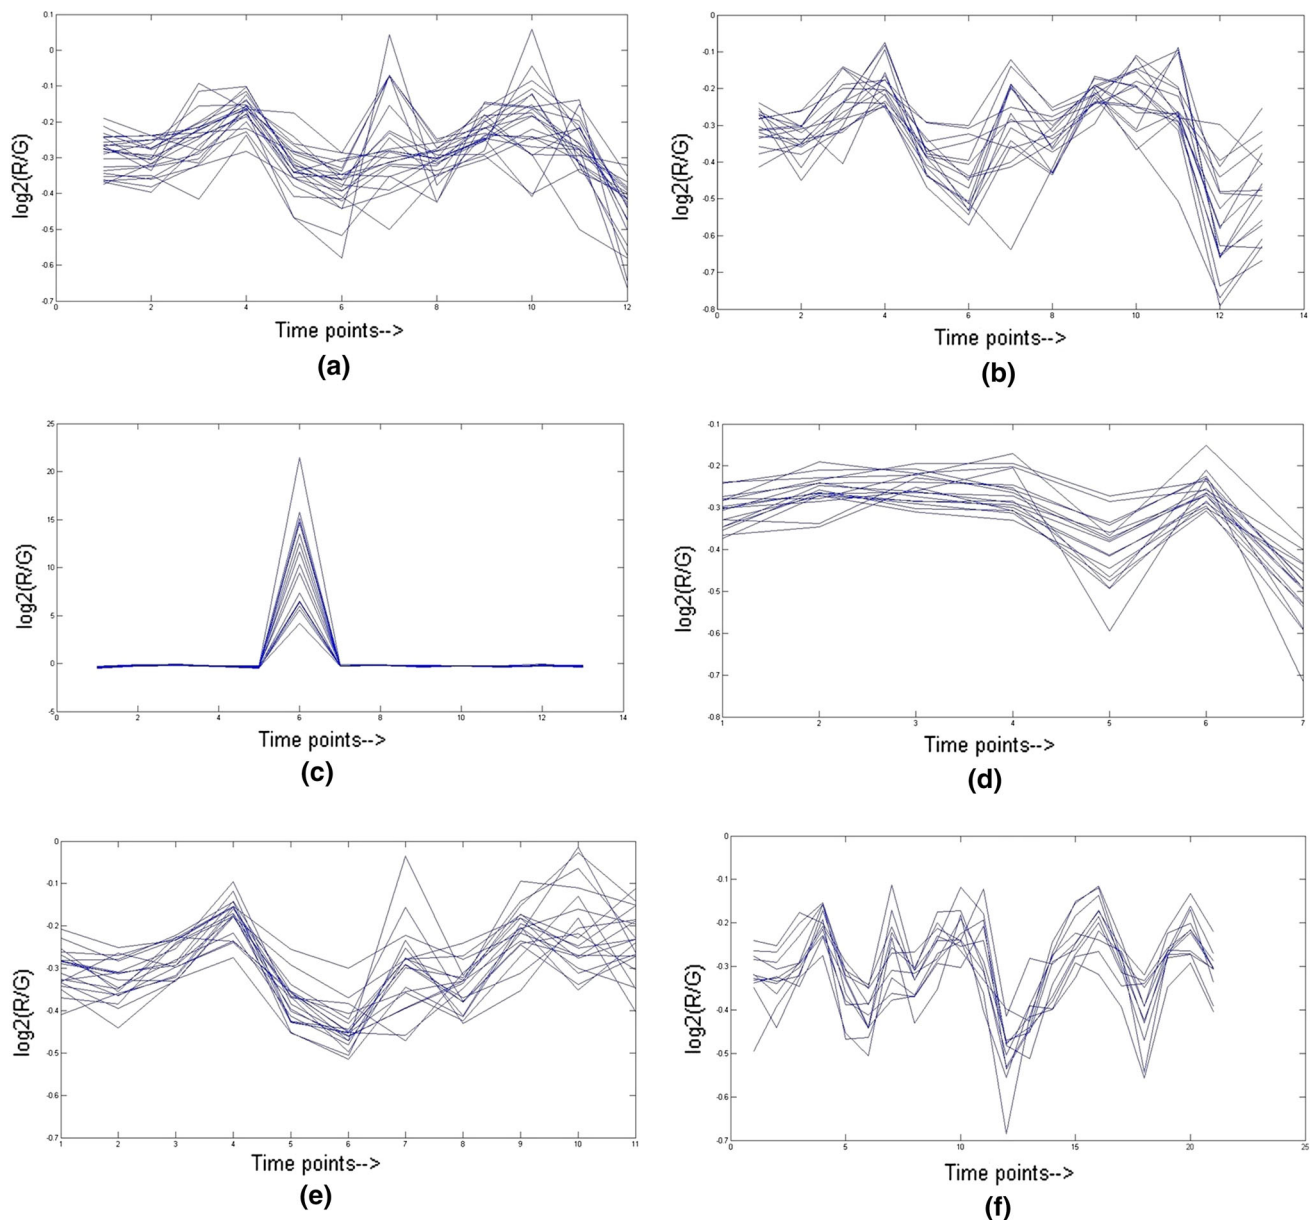 0.1
0
-0.1
-0.2
-0.3
-0.4
-0.5
-0.6
-0.7
log2(R/G)
0 2 4 6 8 10 12
Time points-->
(a)
0
-0.1
-0.2
-0.3
-0.4
-0.5
-0.6
-0.7
-0.8
log2(R/G)
0 2 4 6 8 10 12 14
Time points-->
(b)
25
20
15
10
5
0
-5
log2(R/G)
0 2 4 6 8 10 12 14
Time points-->
(c)
-0.1
-0.2
-0.3
-0.4
-0.5
-0.6
-0.7
-0.8
log2(R/G)
1 2 3 4 5 6 7
Time points-->
(d)
0
-0.1
-0.2
-0.3
-0.4
-0.5
-0.6
-0.7
log2(R/G)
1 2 3 4 5 6 7 8 9 10 11
Time points-->
(e)
0
-0.1
-0.2
-0.3
-0.4
-0.5
-0.6
-0.7
log2(R/G)
0 5 10 15 20 25
Time points-->
(f)